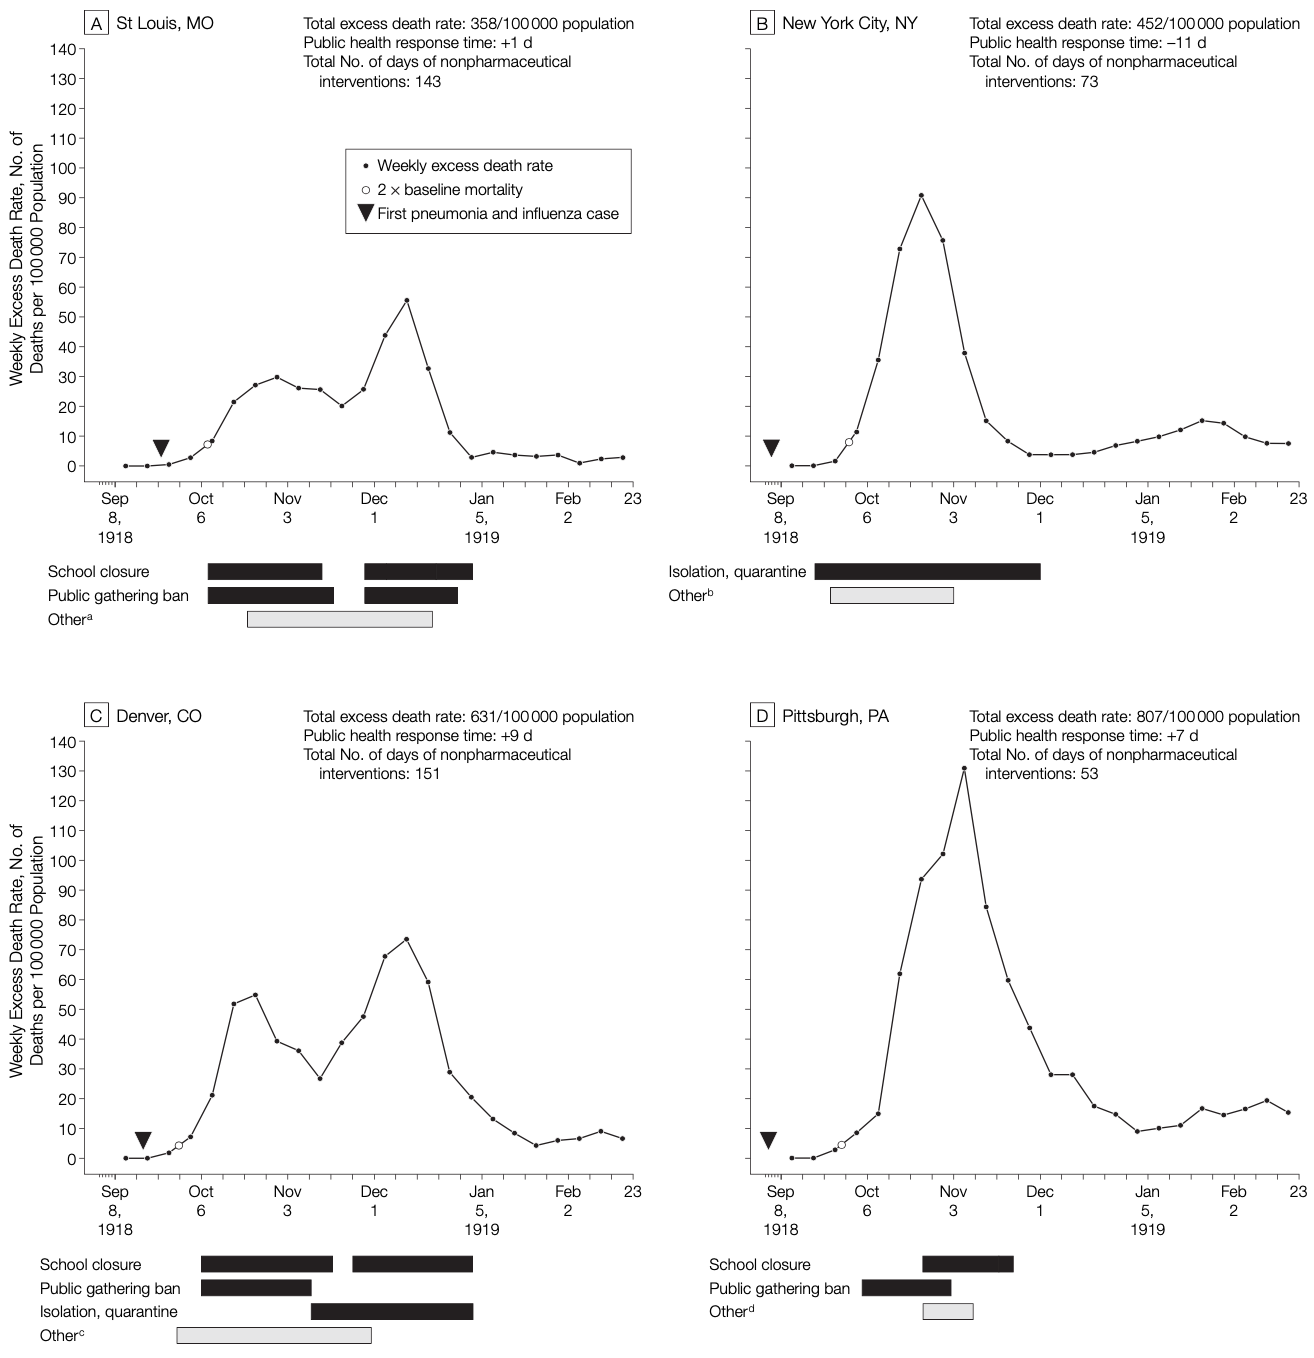 A St Louis, MO
Total excess death rate: 358/100 000 population
Public health response time: +1 d
Total No. of days of nonpharmaceutical
interventions: 143
Weekly Excess Death Rate, No. of
Deaths per 100 000 Population
140
130
120
110
100
90
80
70
60
50
40
30
20
10
0
Weekly excess death rate
2 × baseline mortality
First pneumonia and influenza case
Sep Oct Nov Dec Jan Feb 23
8, 6 3 1 5, 2
1918 1919
School closure
Public gathering ban
Otherᵃ
B New York City, NY
Total excess death rate: 452/100 000 population
Public health response time: –11 d
Total No. of days of nonpharmaceutical
interventions: 73
Sep Oct Nov Dec Jan Feb 23
8, 6 3 1 5, 2
1918 1919
Isolation, quarantine
Otherᵇ
C Denver, CO
Total excess death rate: 631/100 000 population
Public health response time: +9 d
Total No. of days of nonpharmaceutical
interventions: 151
Weekly Excess Death Rate, No. of
Deaths per 100 000 Population
140
130
120
110
100
90
80
70
60
50
40
30
20
10
0
Sep Oct Nov Dec Jan Feb 23
8, 6 3 1 5, 2
1918 1919
School closure
Public gathering ban
Isolation, quarantine
Otherᶜ
D Pittsburgh, PA
Total excess death rate: 807/100 000 population
Public health response time: +7 d
Total No. of days of nonpharmaceutical
interventions: 53
Sep Oct Nov Dec Jan Feb 23
8, 6 3 1 5, 2
1918 1919
School closure
Public gathering ban
Otherᵈ